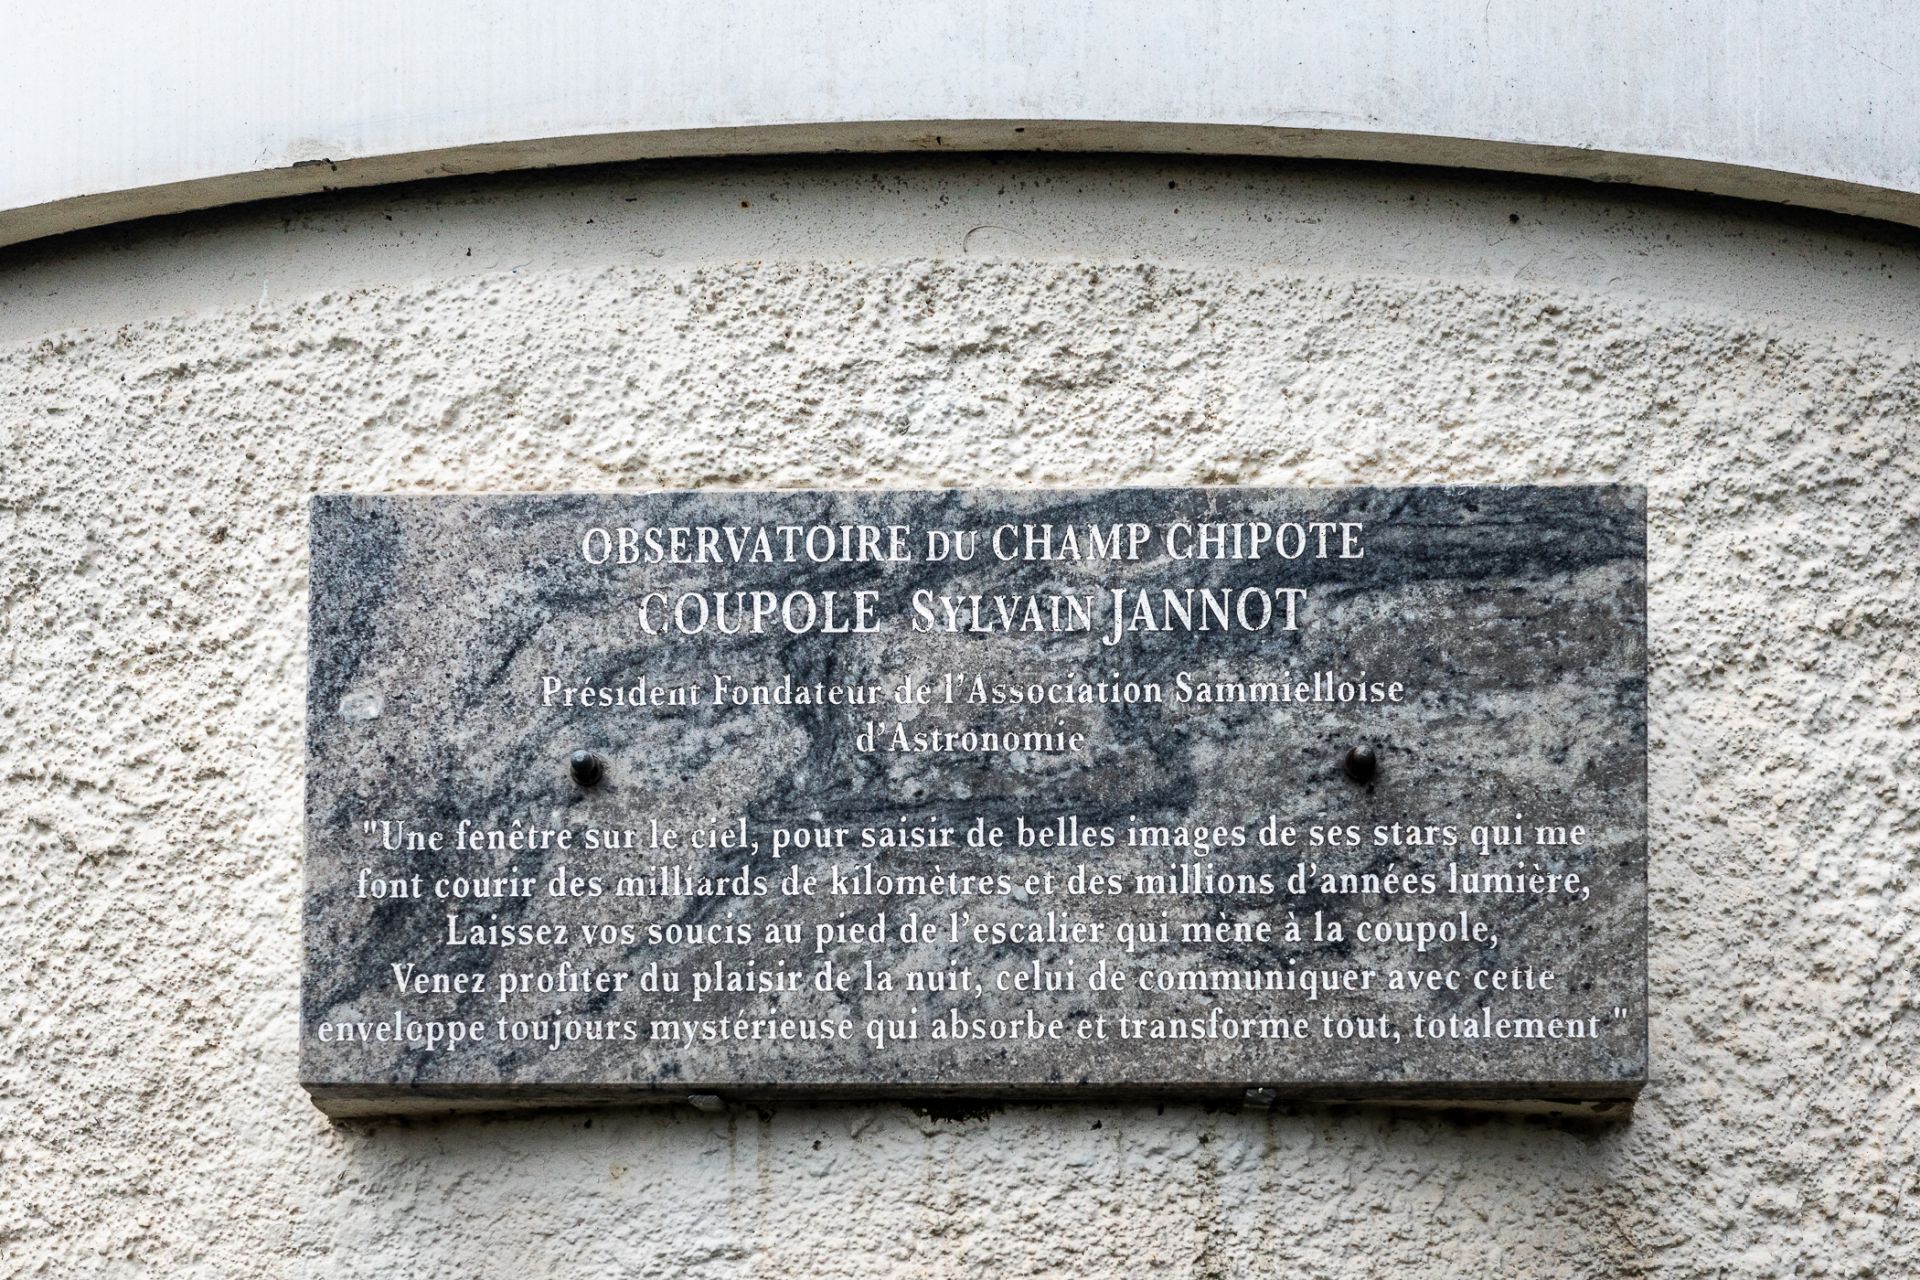 OBSERVATOIRE DU CHAMP CHIPOTE
COUPOLE SYLVAIN JANNOT
Président Fondateur de l'Association Sammielloise
d'Astronomie
"Une fenêtre sur le ciel, pour saisir de belles images de ses stars qui me
font courir des milliards de kilomètres et des millions d'années lumière,
Laissez vos soucis au pied de l'escalier qui mène à la coupole,
Venez profiter du plaisir de la nuit, celui de communiquer avec cette
enveloppe toujours mystérieuse qui absorbe et transforme tout, totalement "